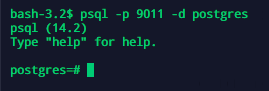 bash-3.2$ psql -p 9011 -d postgres
psql (14.2)
Type "help" for help.
postgres=#